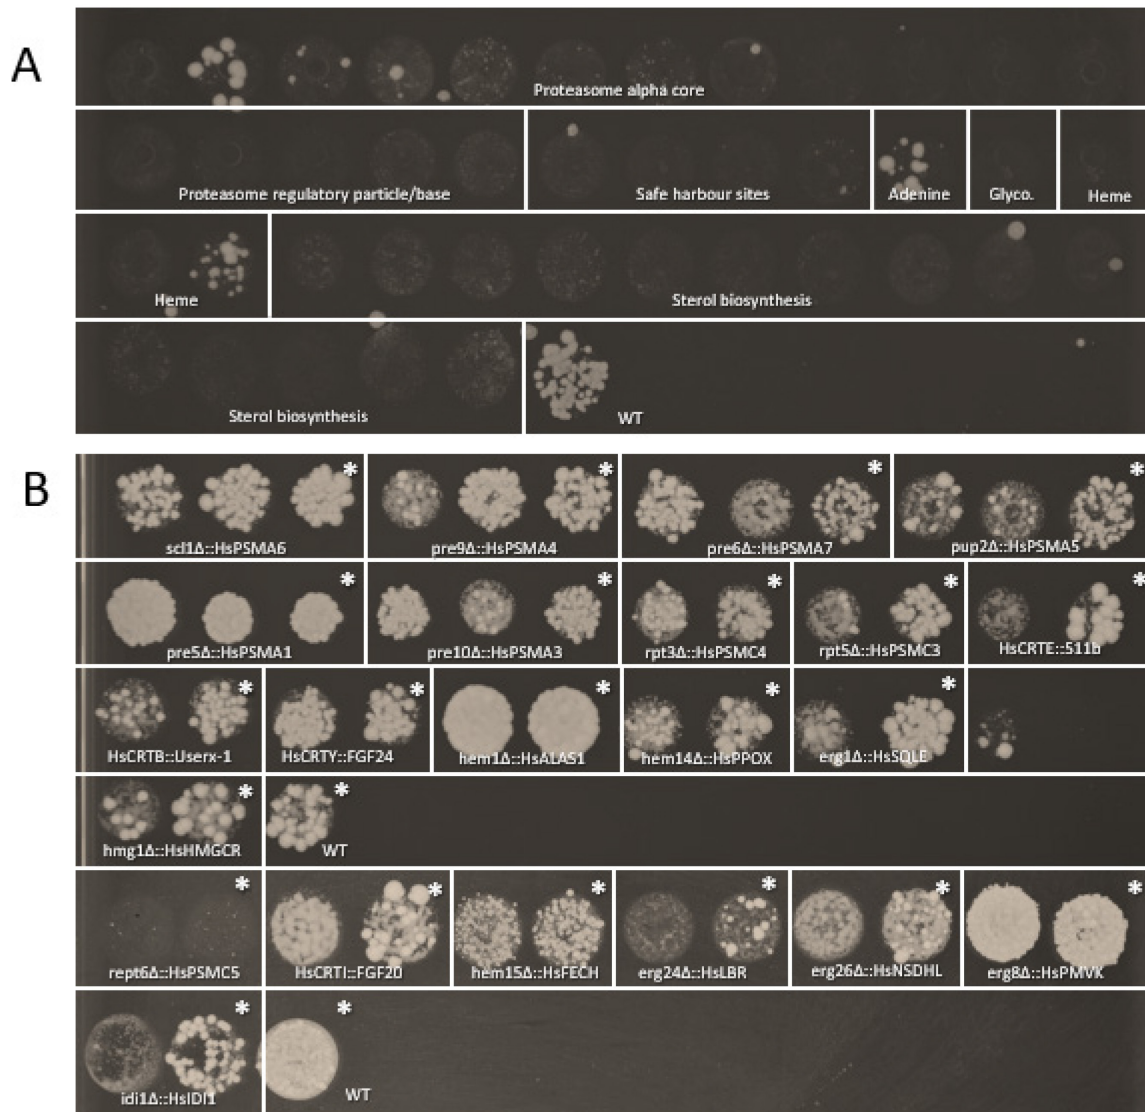 A
Proteasome alpha core
Proteasome regulatory particle/base Safe harbour sites Adenine Glyco. Heme
Heme Sterol biosynthesis
Sterol biosynthesis WT
B
* * * *
scl1Δ::HsPSMA6 pre9Δ::HsPSMA4 pre6Δ::HsPSMA7 pup2Δ::HsPSMA5
* * * * *
pre5Δ::HsPSMA1 pre10Δ::HsPSMA3 rpt3Δ::HsPSMC4 rpt5Δ::HsPSMC3 HsCRTE::511b
* * * * *
HsCRTB::Userx-1 HsCRTY::FGF24 hem1Δ::HsALAS1 hem14Δ::HsPPOX erg1Δ::HsSQLE
* *
hmg1Δ::HsHMGCR WT
* * * * * *
rept6Δ::HsPSMC5 HsCRTI::FGF20 hem15Δ::HsFECH erg24Δ::HsLBR erg26Δ::HsNSDHL erg8Δ::HsPMVK
* *
idi1Δ::HsIDI1 WT